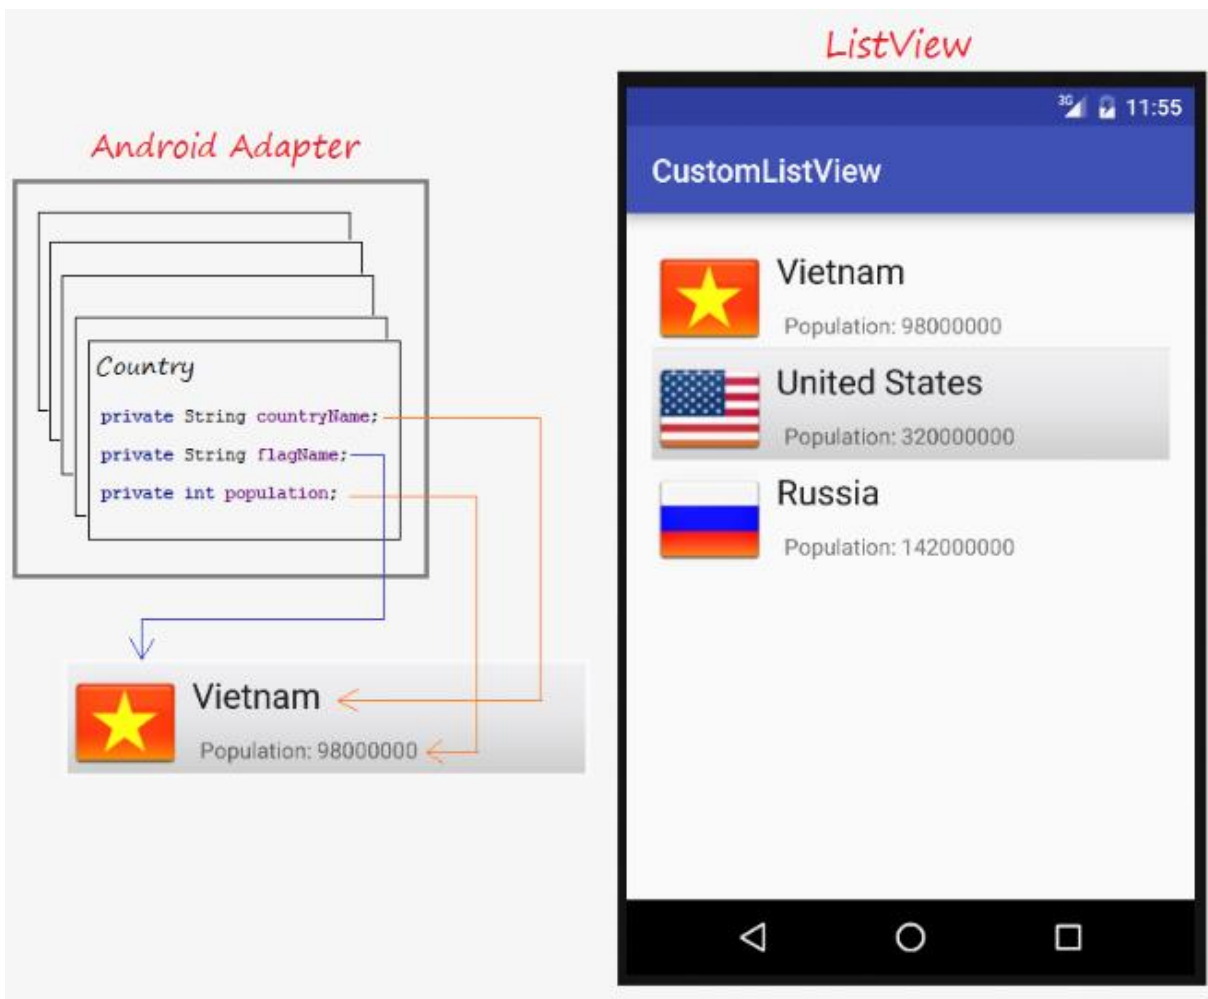 ListView
Android Adapter
Country
private String countryName;
private String flagName;
private int population;
Vietnam
Population: 98000000
3G 11:55
CustomListView
Vietnam
Population: 98000000
United States
Population: 320000000
Russia
Population: 142000000